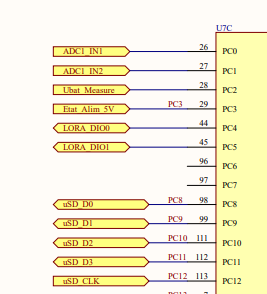 U7C
ADC1_IN1 26 PC0
ADC1_IN2 27 PC1
Ubat_Measure 28 PC2
Etat_Alim_5V PC3 29 PC3
LORA_DIO0 44 PC4
LORA_DIO1 45 PC5
96 PC6
97 PC7
uSD_D0 PC8 98 PC8
uSD_D1 PC9 99 PC9
uSD_D2 PC10 111 PC10
uSD_D3 PC11 112 PC11
uSD_CLK PC12 113 PC12